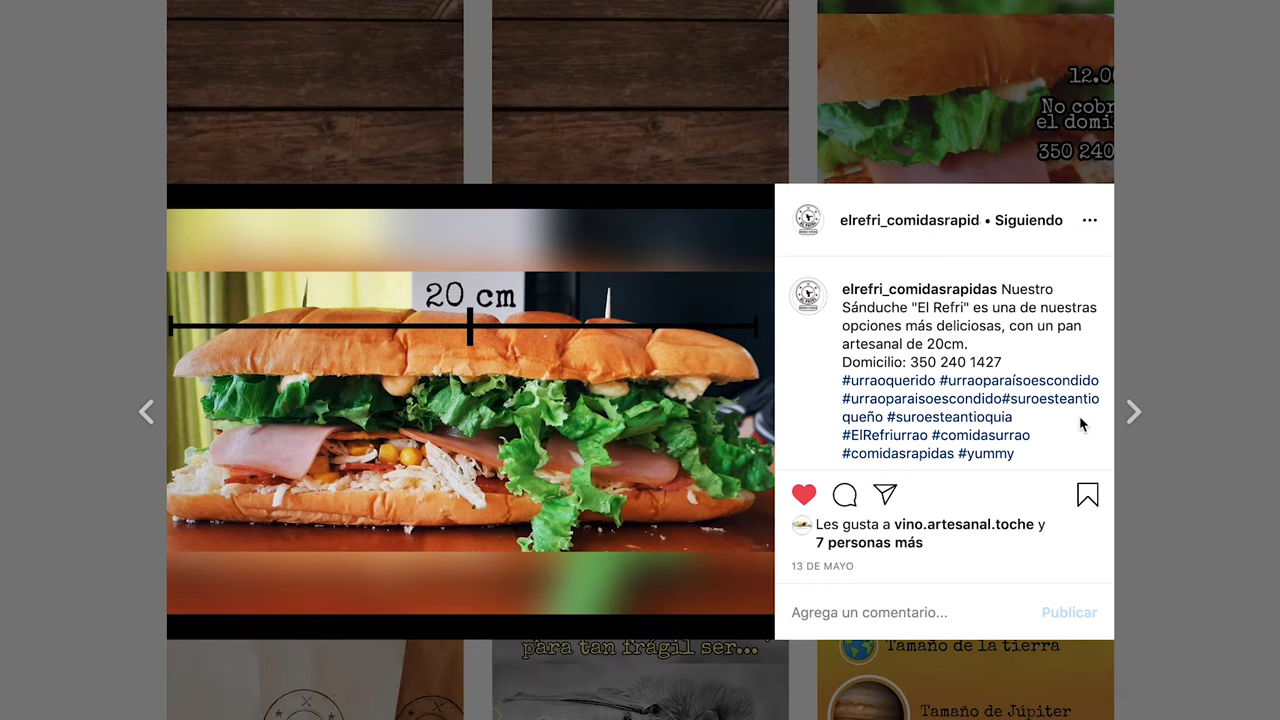 12.0
No cobr
el domi
350 240
20 cm
elrefri_comidasrapid • Siguiendo
elrefri_comidasrapidas Nuestro
Sánduche "El Refri" es una de nuestras
opciones más deliciosas, con un pan
artesanal de 20cm.
Domicilio: 350 240 1427
#urraoquerido #urraoparaísoescondido
#urraoparaisoescondido#suroesteantio
queño #suroesteantioquia
#ElRefriurrao #comidasurrao
#comidasrapidas #yummy
Les gusta a vino.artesanal.toche y
7 personas más
13 DE MAYO
Agrega un comentario... Publicar
para tan frágil ser...
Tamaño de la tierra
Tamaño de Júpiter